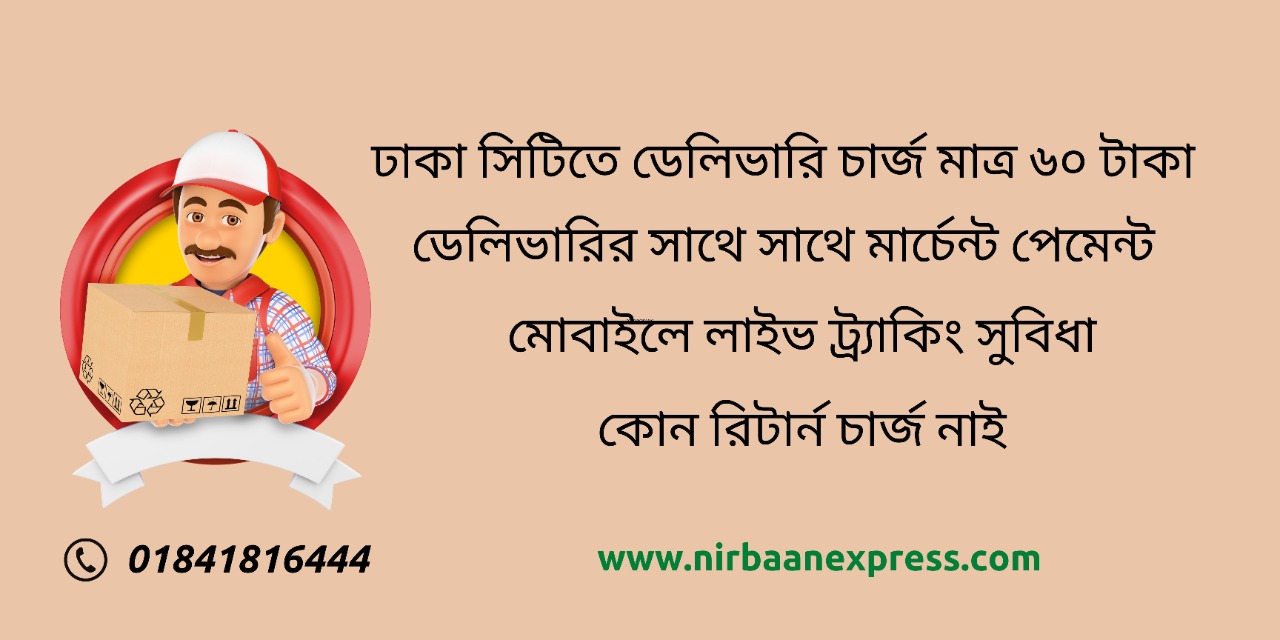 ঢাকা সিটিতে ডেলিভারি চার্জ মাত্র ৬০ টাকা
ডেলিভারির সাথে সাথে মার্চেন্ট পেমেন্ট
মোবাইলে লাইভ ট্র্যাকিং সুবিধা
কোন রিটার্ন চার্জ নাই
01841816444
www.nirbaanexpress.com